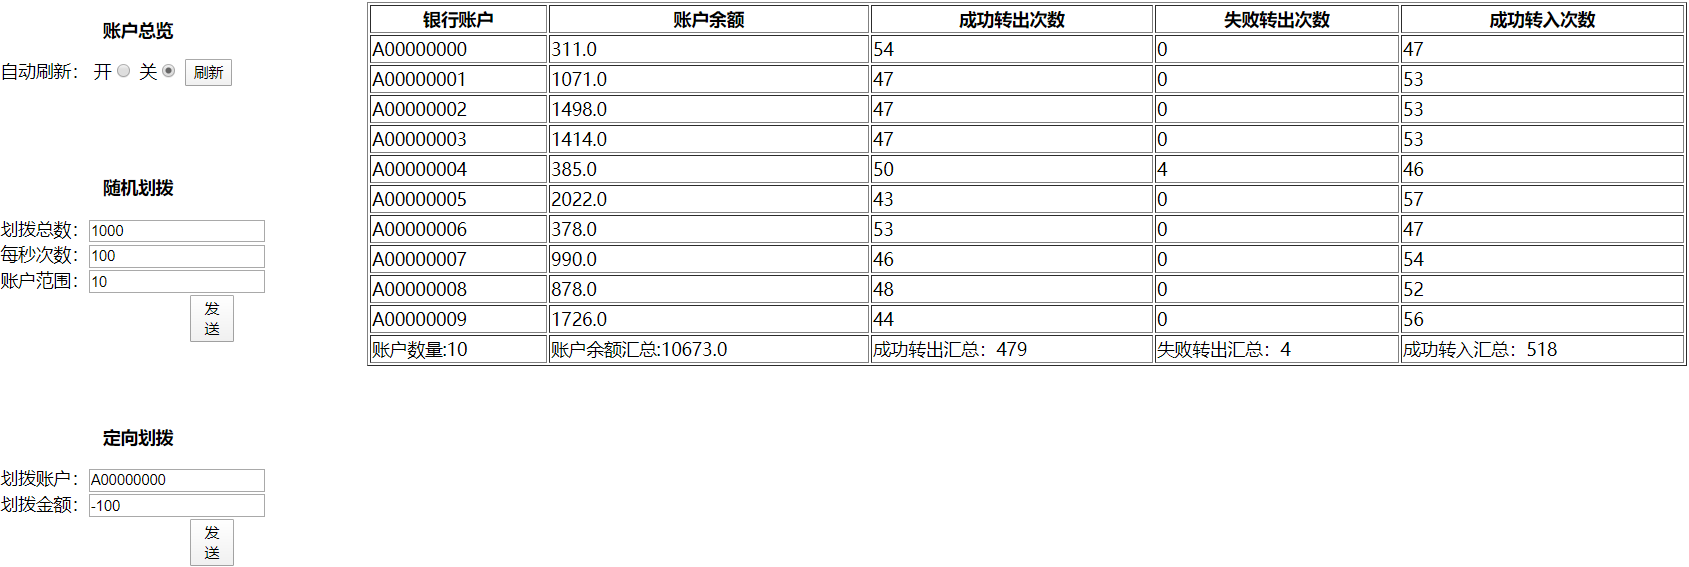 账户总览
自动刷新： 开 关 刷新
随机划拨
划拨总数： 1000
每秒次数： 100
账户范围： 10
发
送
定向划拨
划拨账户： A00000000
划拨金额： -100
发
送
银行账户 账户余额 成功转出次数 失败转出次数 成功转入次数
A00000000 311.0 54 0 47
A00000001 1071.0 47 0 53
A00000002 1498.0 47 0 53
A00000003 1414.0 47 0 53
A00000004 385.0 50 4 46
A00000005 2022.0 43 0 57
A00000006 378.0 53 0 47
A00000007 990.0 46 0 54
A00000008 878.0 48 0 52
A00000009 1726.0 44 0 56
账户数量:10 账户余额汇总:10673.0 成功转出汇总：479 失败转出汇总：4 成功转入汇总：518